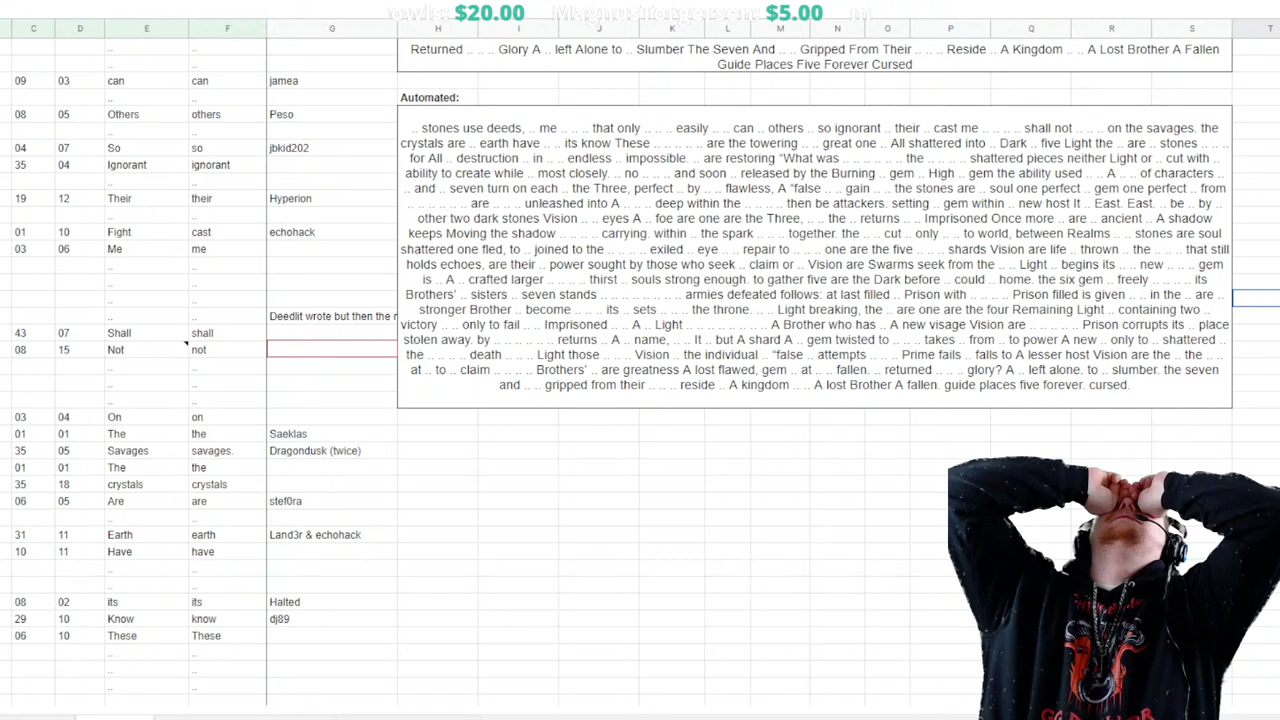 $20.00 MagnusTorgersen: $5.00
C D E F G H I J K L M N O P Q R S T
.. ..
.. ..
09 03 can can jamea
.. ..
08 05 Others others Peso
.. ..
04 07 So so jbkid202
35 04 Ignorant ignorant
.. ..
19 12 Their their Hyperion
.. ..
01 10 Fight cast echohack
03 06 Me me
.. ..
.. ..
.. ..
.. .. Deedlit wrote but then the r
43 07 Shall shall
08 15 Not not
.. ..
.. ..
.. ..
03 04 On on
01 01 The the Saeklas
35 05 Savages savages. Dragondusk (twice)
01 01 The the
35 18 crystals crystals
06 05 Are are stef0ra
.. ..
31 11 Earth earth Land3r & echohack
10 11 Have have
.. ..
.. ..
08 02 its its Halted
29 10 Know know dj89
06 10 These These
.. ..
.. ..
.. ..
Returned .. .. .. Glory A .. left Alone to .. Slumber The Seven And .. .. Gripped From Their .. .. .. Reside .. A Kingdom .. .. A Lost Brother A Fallen
Guide Places Five Forever Cursed
Automated:
.. stones use deeds, .. me .. .. .. that only .. .. .. easily .. can .. others .. so ignorant .. their .. cast me .. .. .. .. shall not .. .. .. on the savages. the
crystals are .. earth have .. .. its know These .. .. .. are the towering .. .. great one .. All shattered into .. Dark .. five Light the .. are .. stones .. .. ..
for All .. destruction .. in .. endless .. impossible. .. are restoring “What was .. .. .. .. the .. .. .. shattered pieces neither Light or .. cut with ..
ability to create while .. most closely. .. no .. .. and soon .. released by the Burning .. gem .. High .. gem the ability used .. .. A .. .. of characters ..
.. and .. seven turn on each .. the Three, perfect .. by .. flawless, A “false .. gain .. .. the stones are .. soul one perfect .. gem one perfect .. from
.. .. .. are .. .. unleashed into A .. .. deep within the .. .. .. then be attackers. setting .. gem within .. new host It .. East. East. .. be .. by ..
other two dark stones Vision .. .. eyes A .. foe are one are the Three, .. .. the .. returns .. Imprisoned Once more .. are .. ancient .. A shadow
keeps Moving the shadow .. .. .. .. carrying. within .. the spark .. .. .. together. the .. .. cut .. only .. .. to world, between Realms .. .. stones are soul
shattered one fled, to .. joined to the .. .. .. exiled .. eye .. repair to .. .. .. one are the five .. .. .. shards Vision are life .. thrown .. the .. .. .. that still
holds echoes, are their .. power sought by those who seek .. claim or .. Vision are Swarms seek from the .. .. Light .. begins its .. .. new .. .. .. gem
is .. A .. crafted larger .. .. .. thirst .. souls strong enough. to gather five are the Dark before .. could .. home. the six gem .. freely .. .. .. its
Brothers’ .. sisters .. seven stands .. .. .. .. .. .. .. .. armies defeated follows: at last filled .. Prison with .. .. .. Prison filled is given .. .. in the .. are ..
stronger Brother .. become .. .. its .. sets .. .. the throne. .. .. Light breaking, the .. are one are the four Remaining Light .. containing two ..
victory .. .. only to fail .. Imprisoned .. A .. Light .. .. .. .. .. .. .. A Brother who has .. A new visage Vision are .. .. .. .. Prison corrupts its .. place
stolen away. by .. .. .. .. .. returns .. A name, .. .. It .. but A shard A .. gem twisted to .. .. takes .. from .. to power A new .. only to .. shattered ..
the .. .. .. death .. .. Light those .. .. Vision .. the individual .. “false .. attempts .. .. Prime fails .. falls to A lesser host Vision are the .. the ..
at .. to .. claim .. .. .. Brothers’ .. are greatness A lost flawed, gem .. at .. fallen. .. returned .. .. glory? A .. left alone. to .. slumber. the seven
and .. .. gripped from their .. .. .. reside .. A kingdom .. .. A lost Brother A fallen. guide places five forever. cursed.